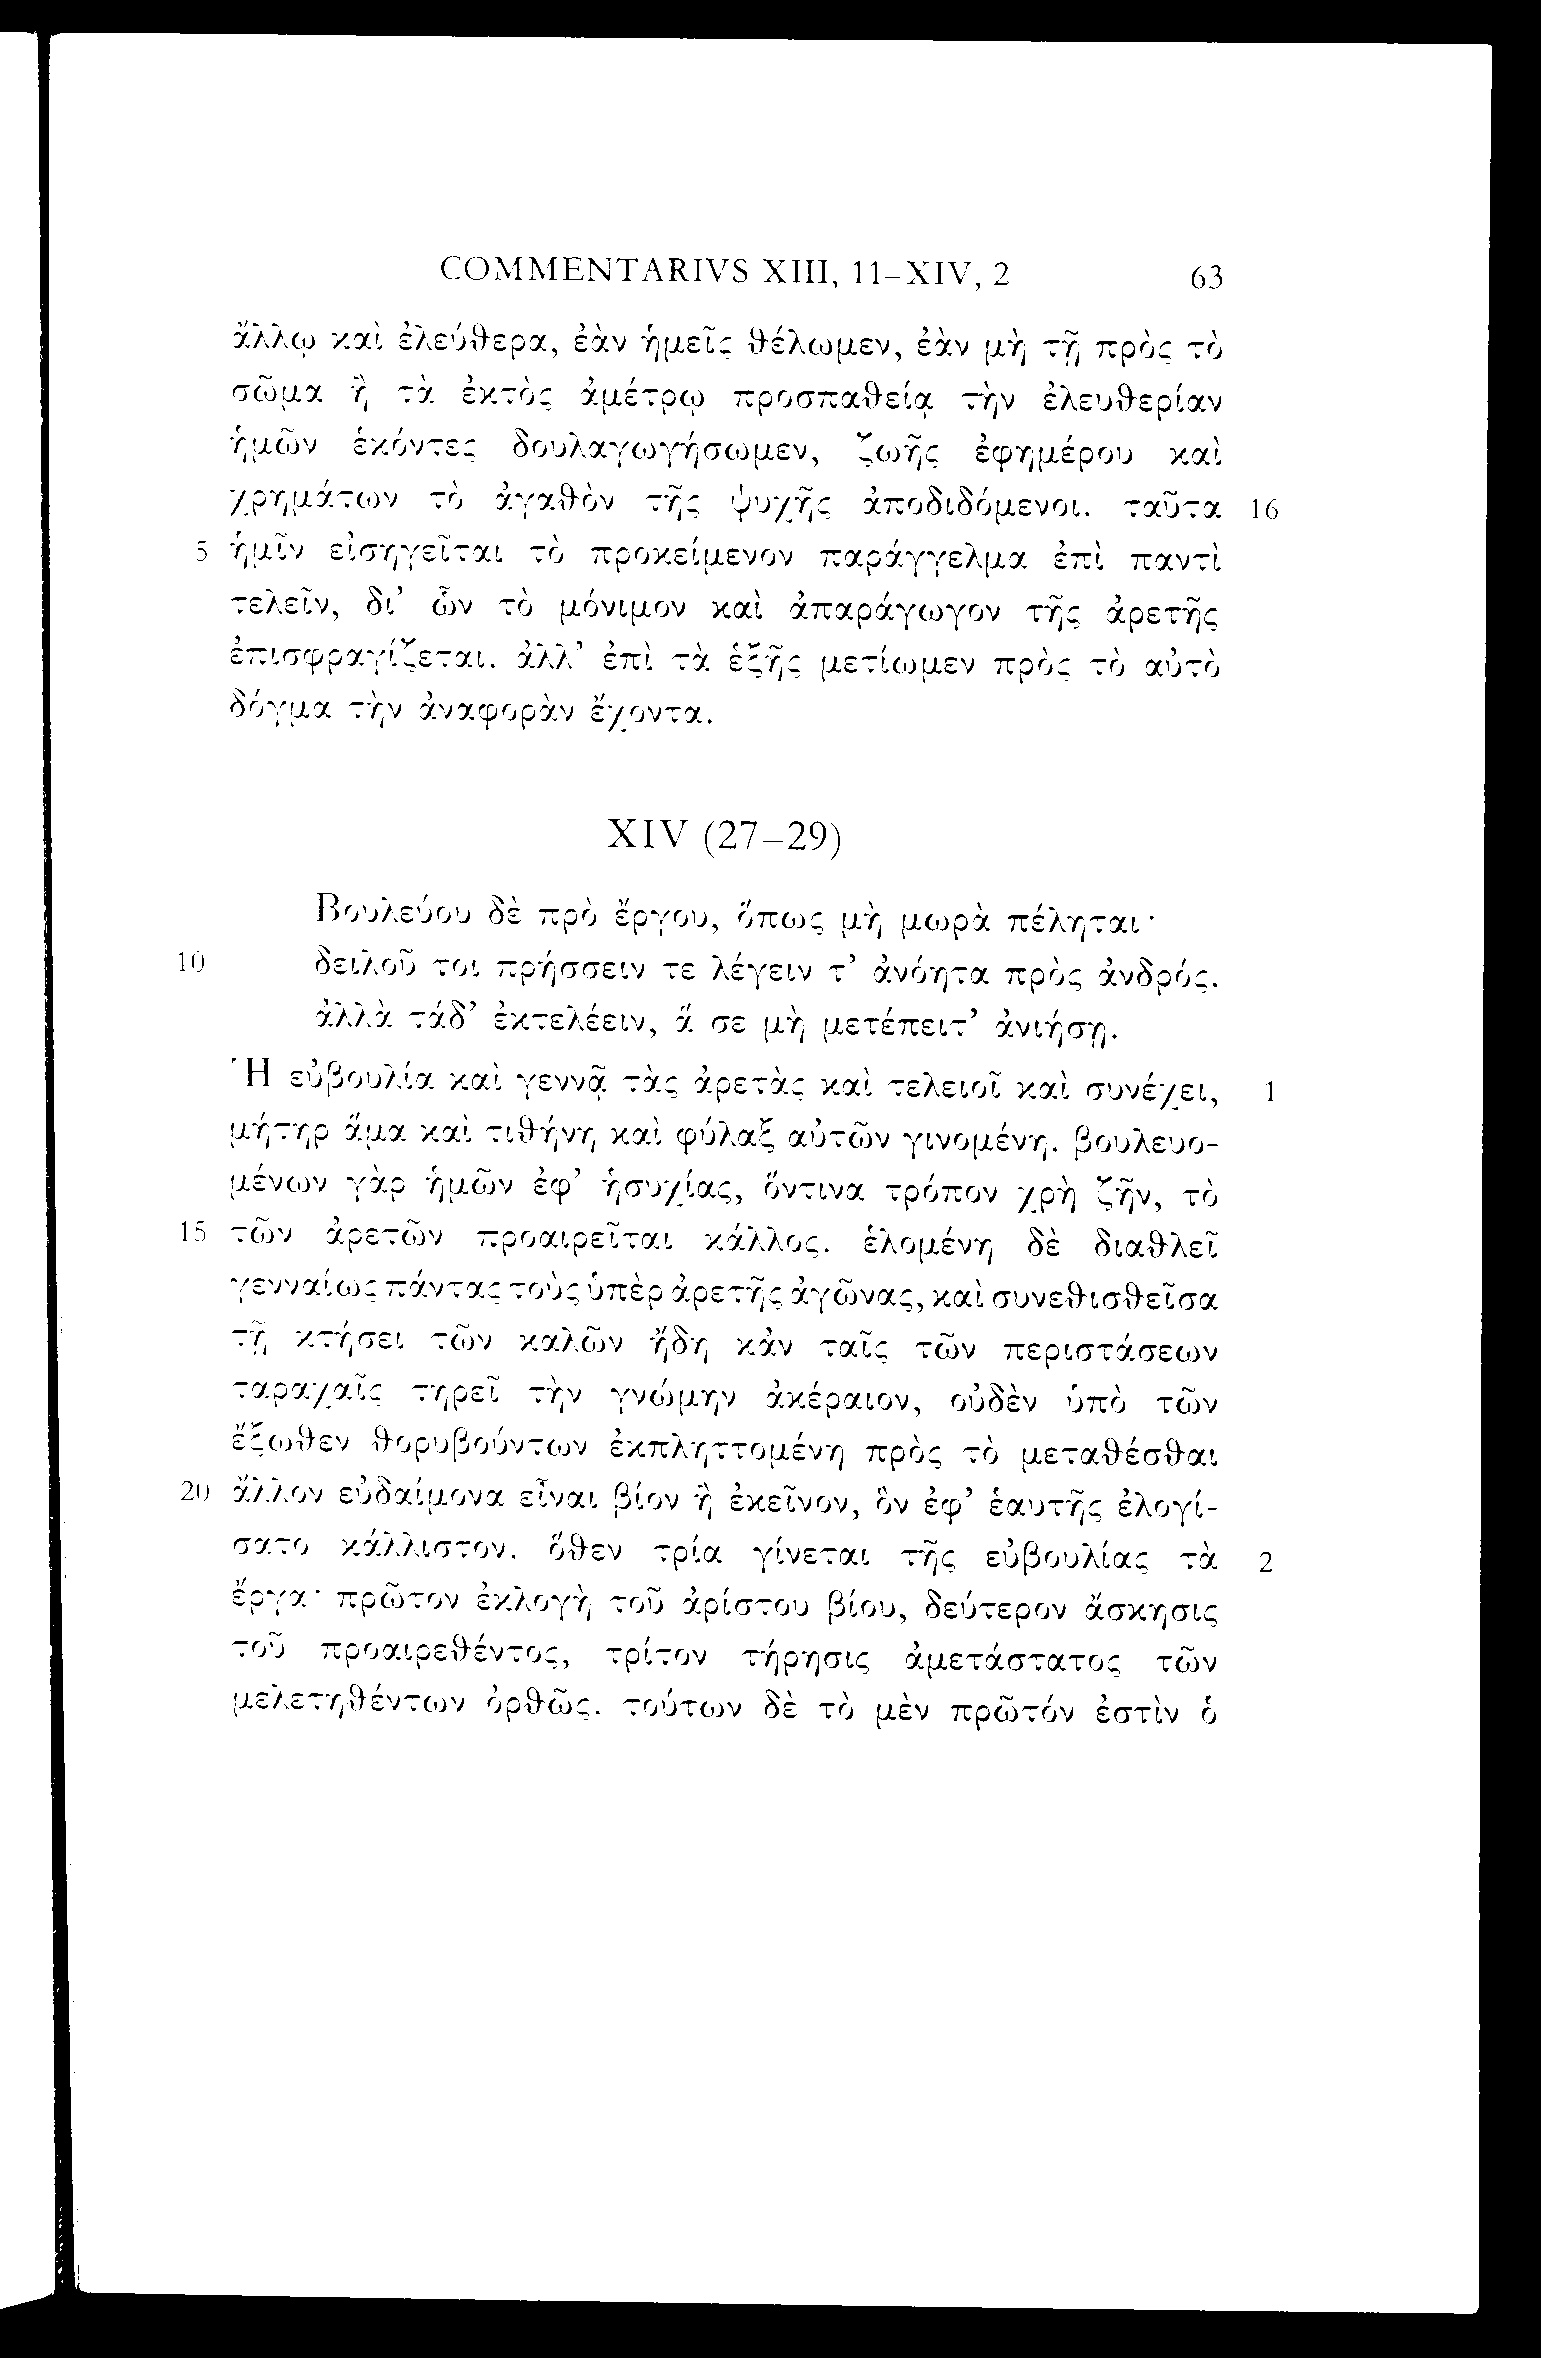 COMMENTARIVS XIII, 11–XIV, 2 63
ἄλλῳ καὶ ἐλεύθερα, ἐὰν ἡμεῖς θέλωμεν, ἐὰν μὴ τῇ πρὸς τὸ
σῶμα ἢ τὰ ἐκτὸς ἀμέτρῳ προσπαθείᾳ τὴν ἐλευθερίαν
ἡμῶν ἑκόντες δουλαγωγήσωμεν, ζωῆς ἐφημέρου καὶ
χρημάτων τὸ ἀγαθὸν τῆς ψυχῆς ἀποδιδόμενοι. ταῦτα 16
5 ἡμῖν εἰσηγεῖται τὸ προκείμενον παράγγελμα ἐπὶ παντὶ
τελεῖν, δι’ ὧν τὸ μόνιμον καὶ ἀπαράγωγον τῆς ἀρετῆς
ἐπισφραγίζεται. ἀλλ’ ἐπὶ τὰ ἑξῆς μετίωμεν πρὸς τὸ αὐτὸ
δόγμα τὴν ἀναφορὰν ἔχοντα.
XIV (27–29)
Βουλεύου δὲ πρὸ ἔργου, ὅπως μὴ μωρὰ πέληται·
10 δειλοῦ τοι πρήσσειν τε λέγειν τ’ ἀνόητα πρὸς ἀνδρός.
ἀλλὰ τάδ’ ἐκτελέειν, ἅ σε μὴ μετέπειτ’ ἀνιήσῃ.
Ἡ εὐβουλία καὶ γεννᾷ τὰς ἀρετὰς καὶ τελειοῖ καὶ συνέχει, 1
μήτηρ ἅμα καὶ τιθήνη καὶ φύλαξ αὐτῶν γινομένη. βουλευο-
μένων γὰρ ἡμῶν ἐφ’ ἡσυχίας, ὅντινα τρόπον χρὴ ζῆν, τὸ
15 τῶν ἀρετῶν προαιρεῖται κάλλος. ἑλομένη δὲ διαθλεῖ
γενναίως πάντας τοὺς ὑπὲρ ἀρετῆς ἀγῶνας, καὶ συνεθισθεῖσα
τῇ κτήσει τῶν καλῶν ἤδη κἀν ταῖς τῶν περιστάσεων
ταραχαῖς τηρεῖ τὴν γνώμην ἀκέραιον, οὐδὲν ὑπὸ τῶν
ἔξωθεν θορυβούντων ἐκπληττομένη πρὸς τὸ μεταθέσθαι
20 ἄλλον εὐδαίμονα εἶναι βίον ἢ ἐκεῖνον, ὃν ἐφ’ ἑαυτῆς ἐλογί-
σατο κάλλιστον. ὅθεν τρία γίνεται τῆς εὐβουλίας τὰ 2
ἔργα· πρῶτον ἐκλογὴ τοῦ ἀρίστου βίου, δεύτερον ἄσκησις
τοῦ προαιρεθέντος, τρίτον τήρησις ἀμετάστατος τῶν
μελετηθέντων ὀρθῶς. τούτων δὲ τὸ μὲν πρῶτόν ἐστὶν ὁ